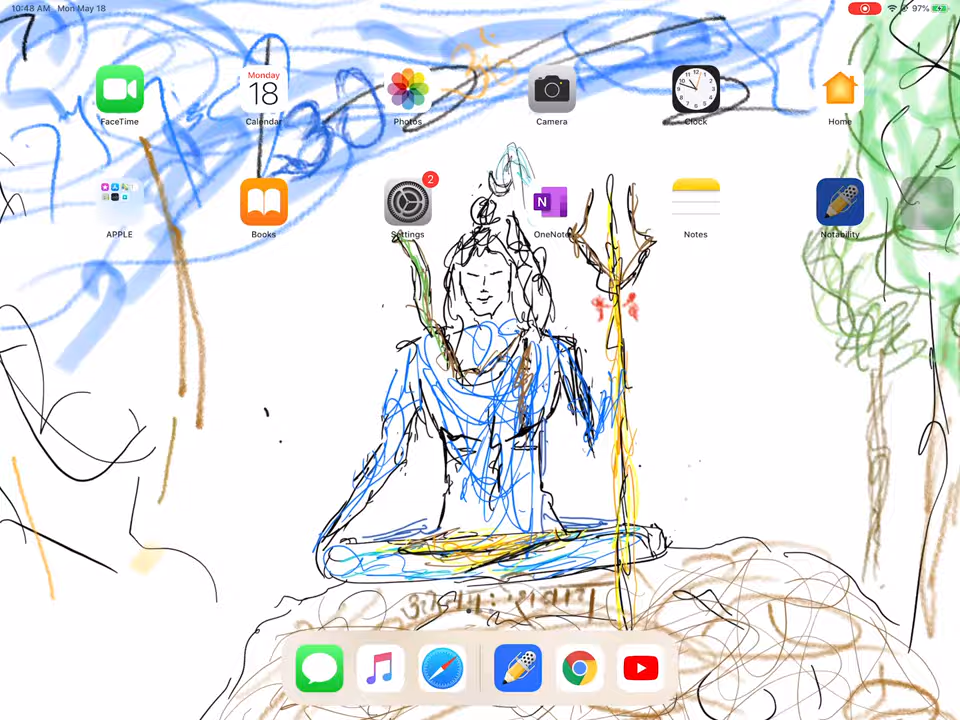 10:48 AM Mon May 18 97%
ॐ
Monday
18
FaceTime Calendar Photos Camera Clock Home
2
N
APPLE Books Settings OneNote Notes Notability